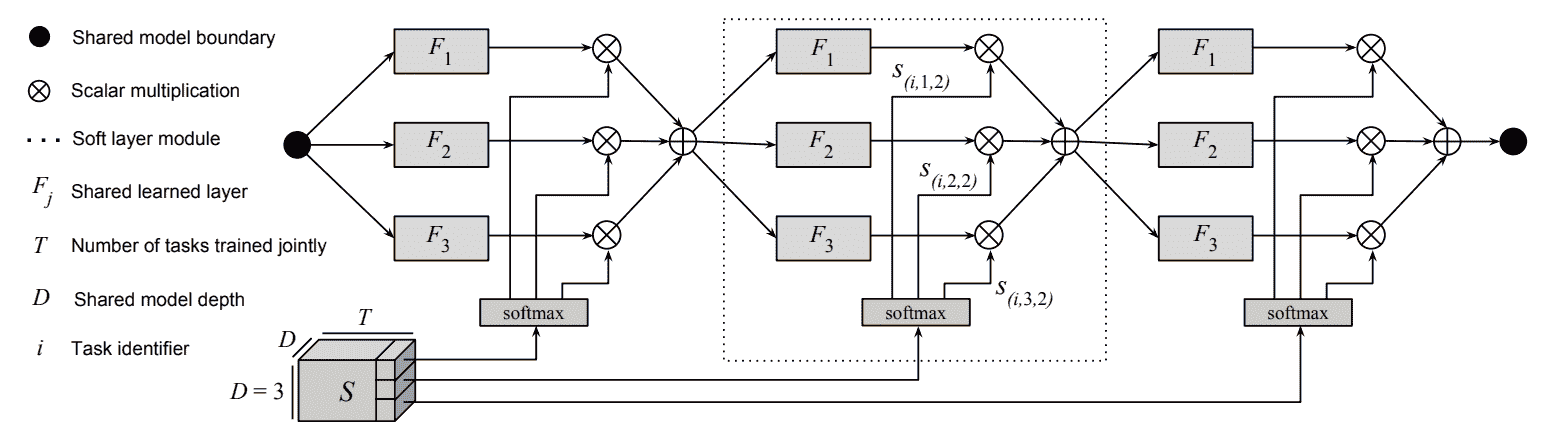 Shared model boundary
Scalar multiplication
Soft layer module
F_j Shared learned layer
T Number of tasks trained jointly
D Shared model depth
i Task identifier
F_1
F_2
F_3
softmax
F_1
F_2
F_3
s_(i,1,2)
s_(i,2,2)
s_(i,3,2)
softmax
F_1
F_2
F_3
softmax
T
D
D = 3
S